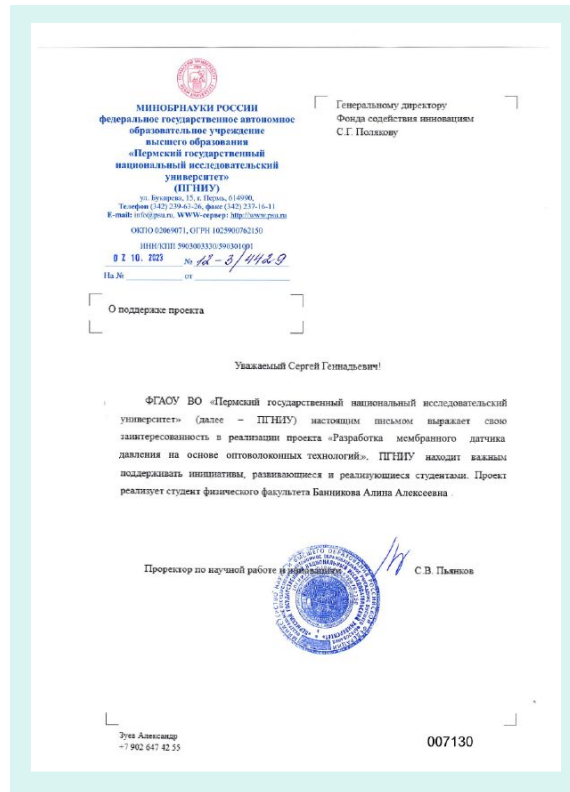 МИНОБРНАУКИ РОССИИ
федеральное государственное автономное
образовательное учреждение
высшего образования
«Пермский государственный
национальный исследовательский
университет»
(ПГНИУ)
ул. Букирева, 15, г. Пермь, 614990,
Телефон (342) 239-63-26, факс (342) 237-16-11
E-mail: info@psu.ru, WWW-сервер: http://www.psu.ru
ОКПО 02069071, ОГРН 1025900762150
ИНН/КПП 5903003330/590301001
02 10. 2023 № 12-3/4429
На № от
Генеральному директору
Фонда содействия инновациям
С.Г. Полякову
О поддержке проекта
Уважаемый Сергей Геннадьевич!
ФГАОУ ВО «Пермский государственный национальный исследовательский
университет» (далее – ПГНИУ) настоящим письмом выражает свою
заинтересованность в реализации проекта «Разработка мембранного датчика
давления на основе оптоволоконных технологий», ПГНИУ находит важным
поддерживать инициативы, развивающиеся и реализующиеся студентами. Проект
реализует студент физического факультета Банникова Алина Алексеевна
Проректор по научной работе и инновациям С.В. Пьянков
Зуев Александр
+7 902 647 42 55
007130